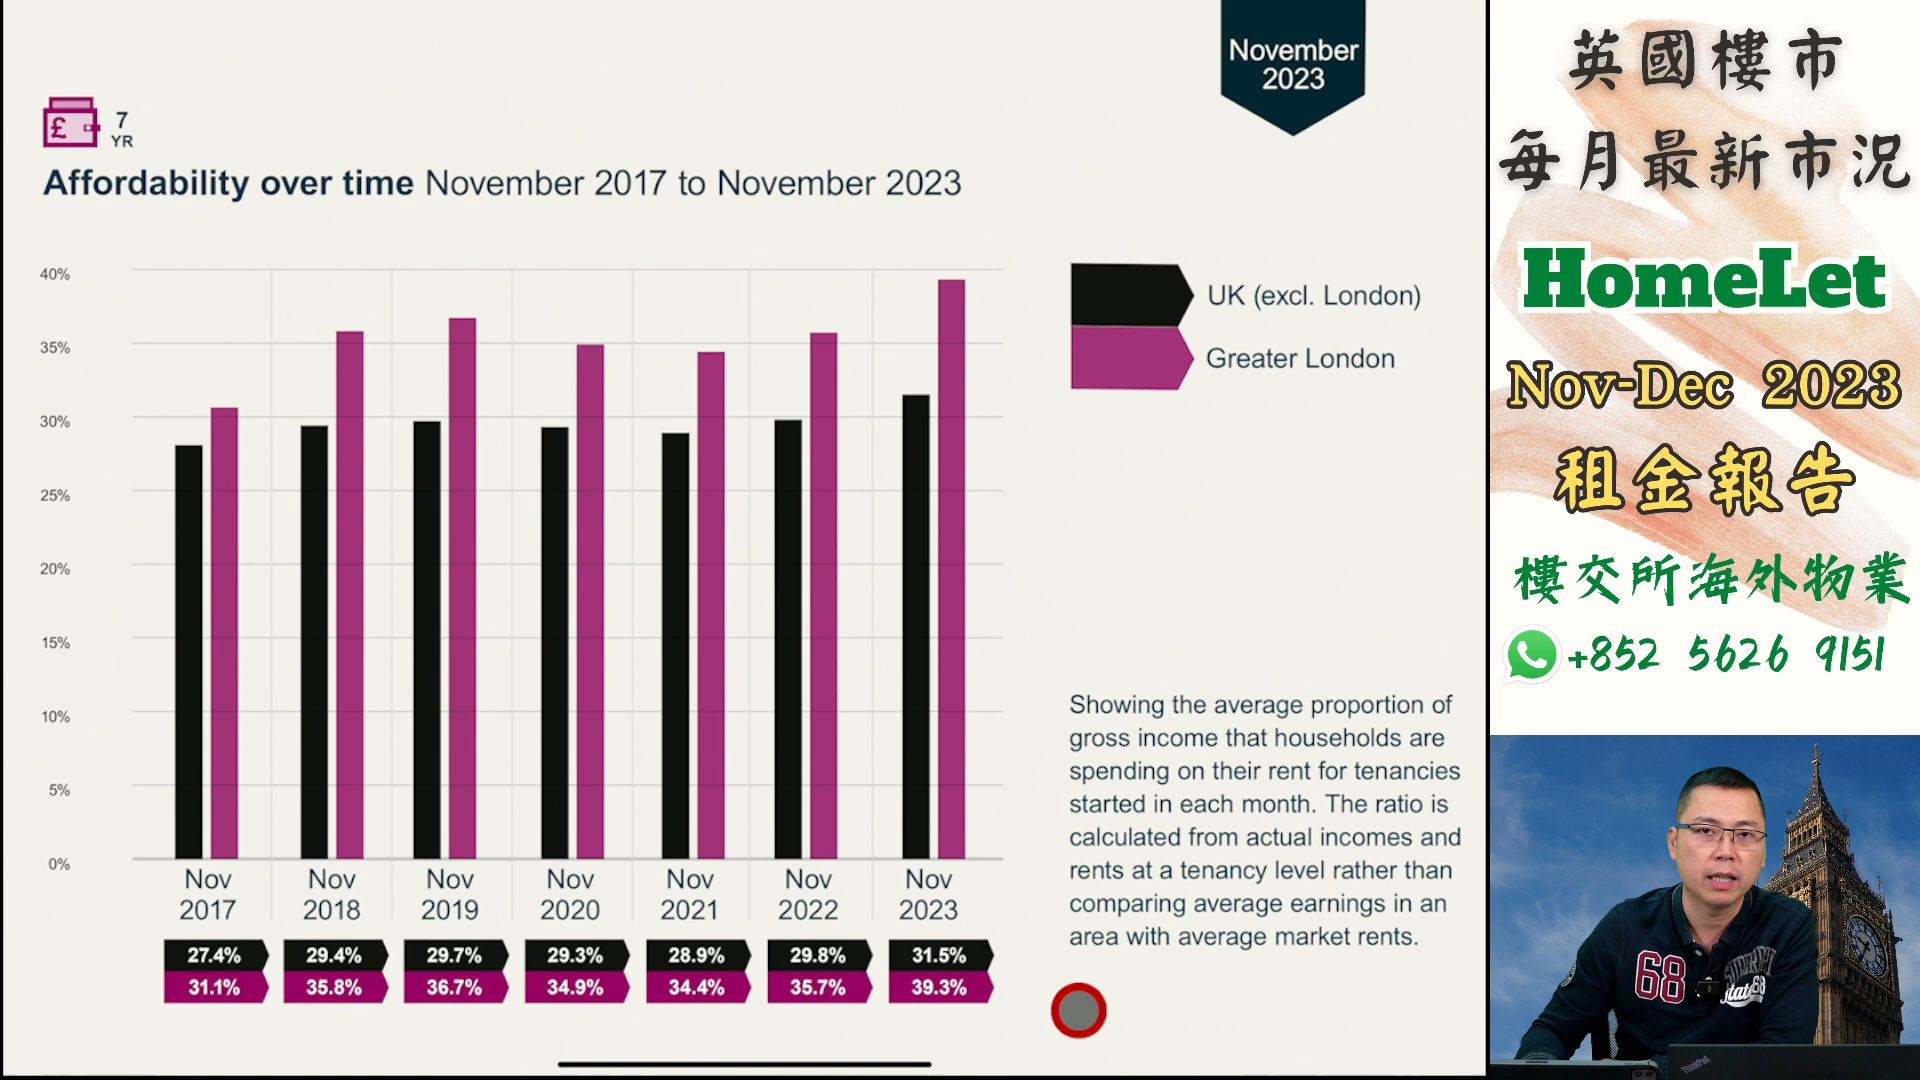 November
2023
£
7
YR
Affordability over time November 2017 to November 2023
40%
35%
30%
25%
20%
15%
10%
5%
0%
Nov
2017
Nov
2018
Nov
2019
Nov
2020
Nov
2021
Nov
2022
Nov
2023
27.4% 29.4% 29.7% 29.3% 28.9% 29.8% 31.5%
31.1% 35.8% 36.7% 34.9% 34.4% 35.7% 39.3%
UK (excl. London)
Greater London
Showing the average proportion of
gross income that households are
spending on their rent for tenancies
started in each month. The ratio is
calculated from actual incomes and
rents at a tenancy level rather than
comparing average earnings in an
area with average market rents.
英國樓市
每月最新市況
HomeLet
Nov-Dec 2023
租金報告
樓交所海外物業
+852 5626 9151
68
ThinkPad